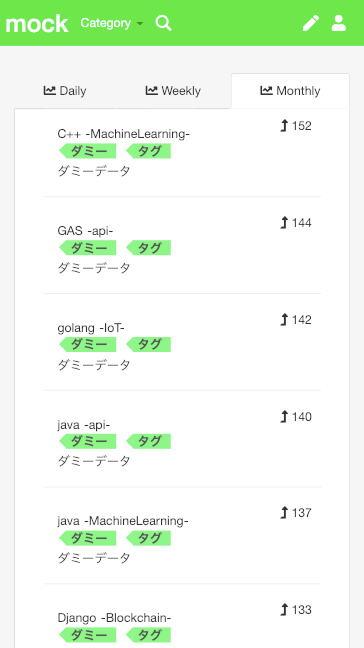 mock Category
Daily Weekly Monthly
C++ -MachineLearning- 152
ダミー タグ
ダミーデータ
GAS -api- 144
ダミー タグ
ダミーデータ
golang -IoT- 142
ダミー タグ
ダミーデータ
java -api- 140
ダミー タグ
ダミーデータ
java -MachineLearning- 137
ダミー タグ
ダミーデータ
Django -Blockchain- 133
ダミー タグ